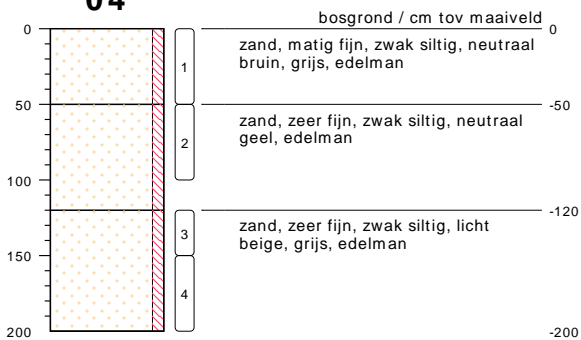 04
bosgrond / cm tov maaiveld
0
0
zand, matig fijn, zwak siltig, neutraal
bruin, grijs, edelman
1
50
-50
zand, zeer fijn, zwak siltig, neutraal
geel, edelman
2
100
-120
zand, zeer fijn, zwak siltig, licht
beige, grijs, edelman
3
150
4
200
-200